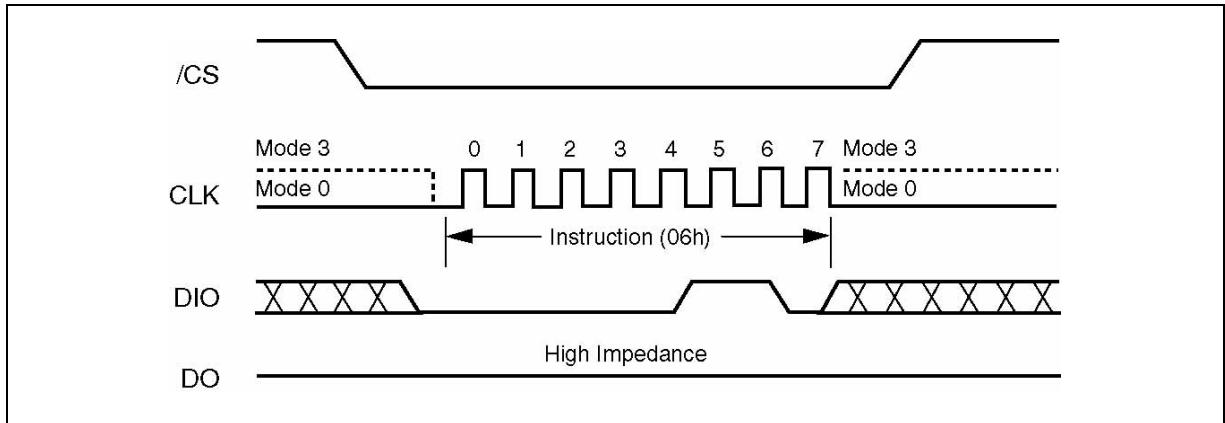 /CS
Mode 3 0 1 2 3 4 5 6 7 Mode 3
CLK Mode 0 Mode 0
Instruction (06h)
DIO
High Impedance
DO